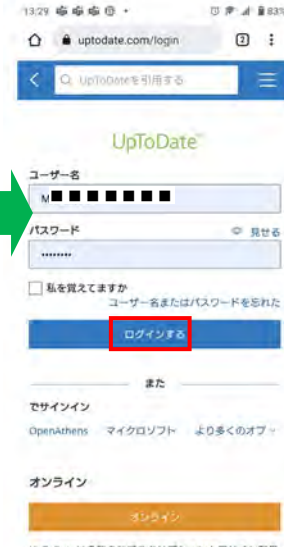 13:29
83%
uptodate.com/login
2
UpToDateを引用する
UpToDate
ユーザー名
M
パスワード
見せる
私を覚えてますか
ユーザー名またはパスワードを忘れた
ログインする
また
でサインイン
OpenAthens マイクロソフト より多くのオプ
オンライン
オンライン